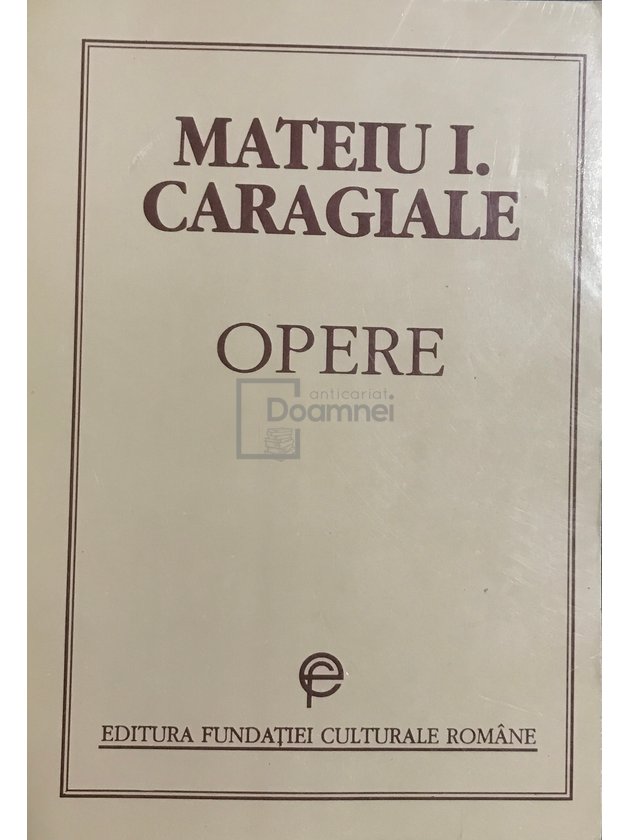 MATEIU I.
CARAGIALE
OPERE
anticariat
Doamnei
EDITURA FUNDAȚIEI CULTURALE ROMÂNE